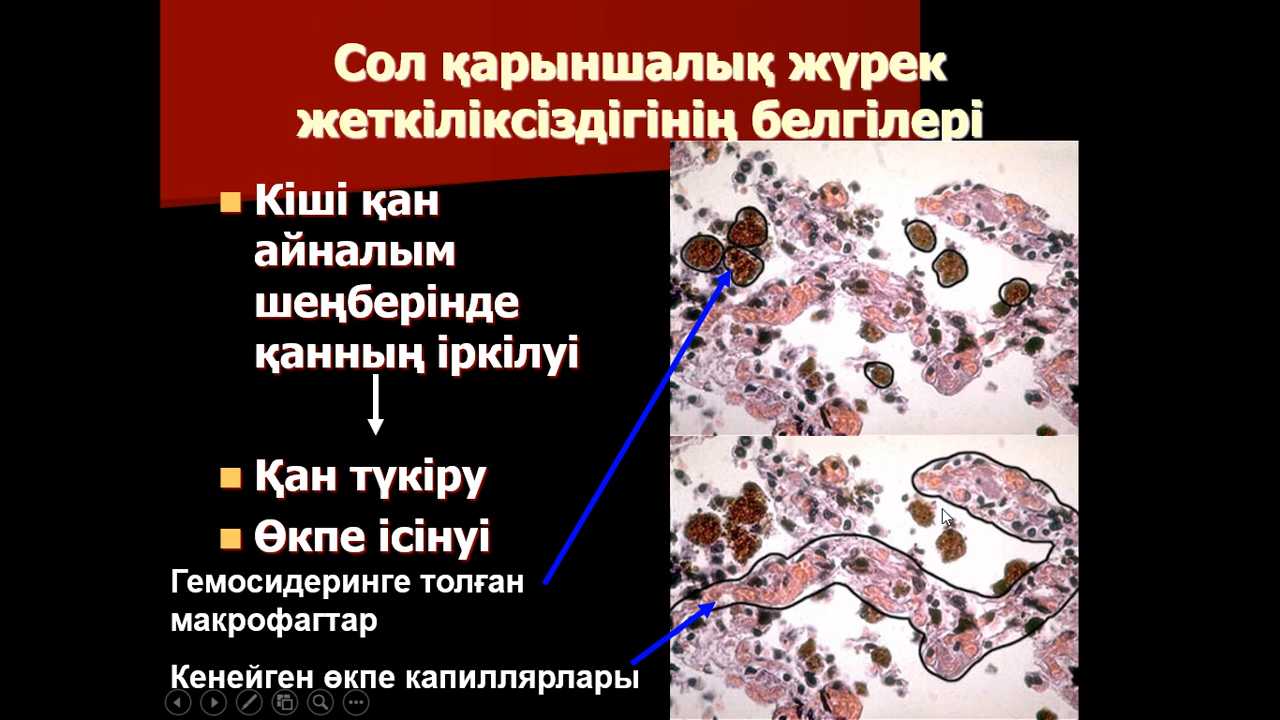 Сол қарыншалық жүрек
жеткіліксіздігінің белгілері
Кіші қан
айналым
шеңберінде
қанның іркілуі
Қан түкіру
Өкпе ісінуі
Гемосидеринге толған
макрофагтар
Кенейген өкпе капиллярлары